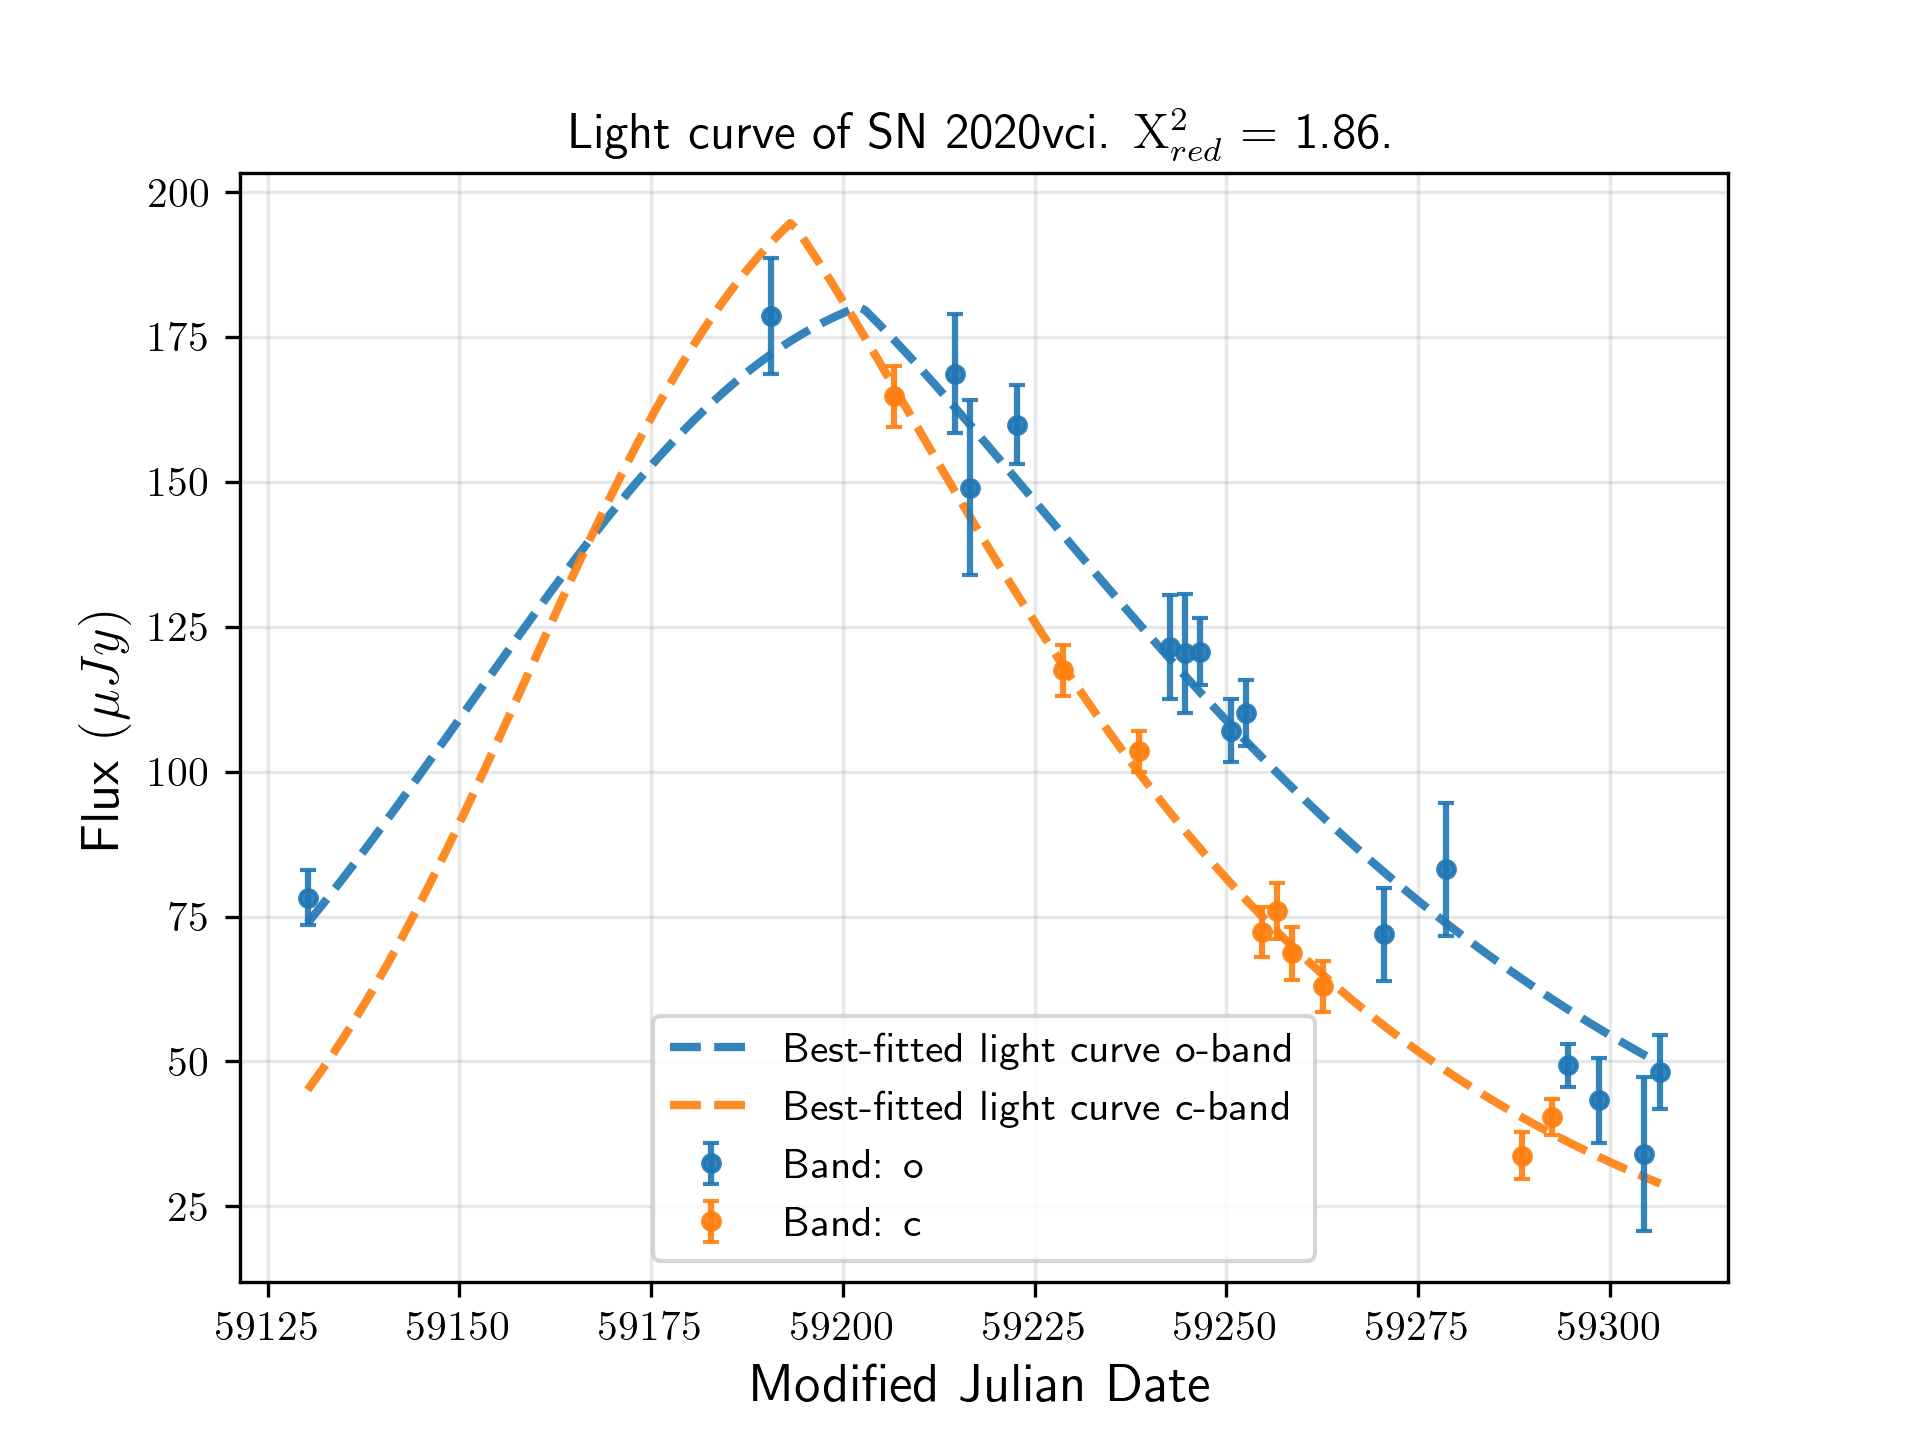 Light curve of SN 2020vci. X²red = 1.86.
200
175
150
125
100
75
50
25
Flux (μJy)
Best-fitted light curve o-band
Best-fitted light curve c-band
Band: o
Band: c
59125 59150 59175 59200 59225 59250 59275 59300
Modified Julian Date